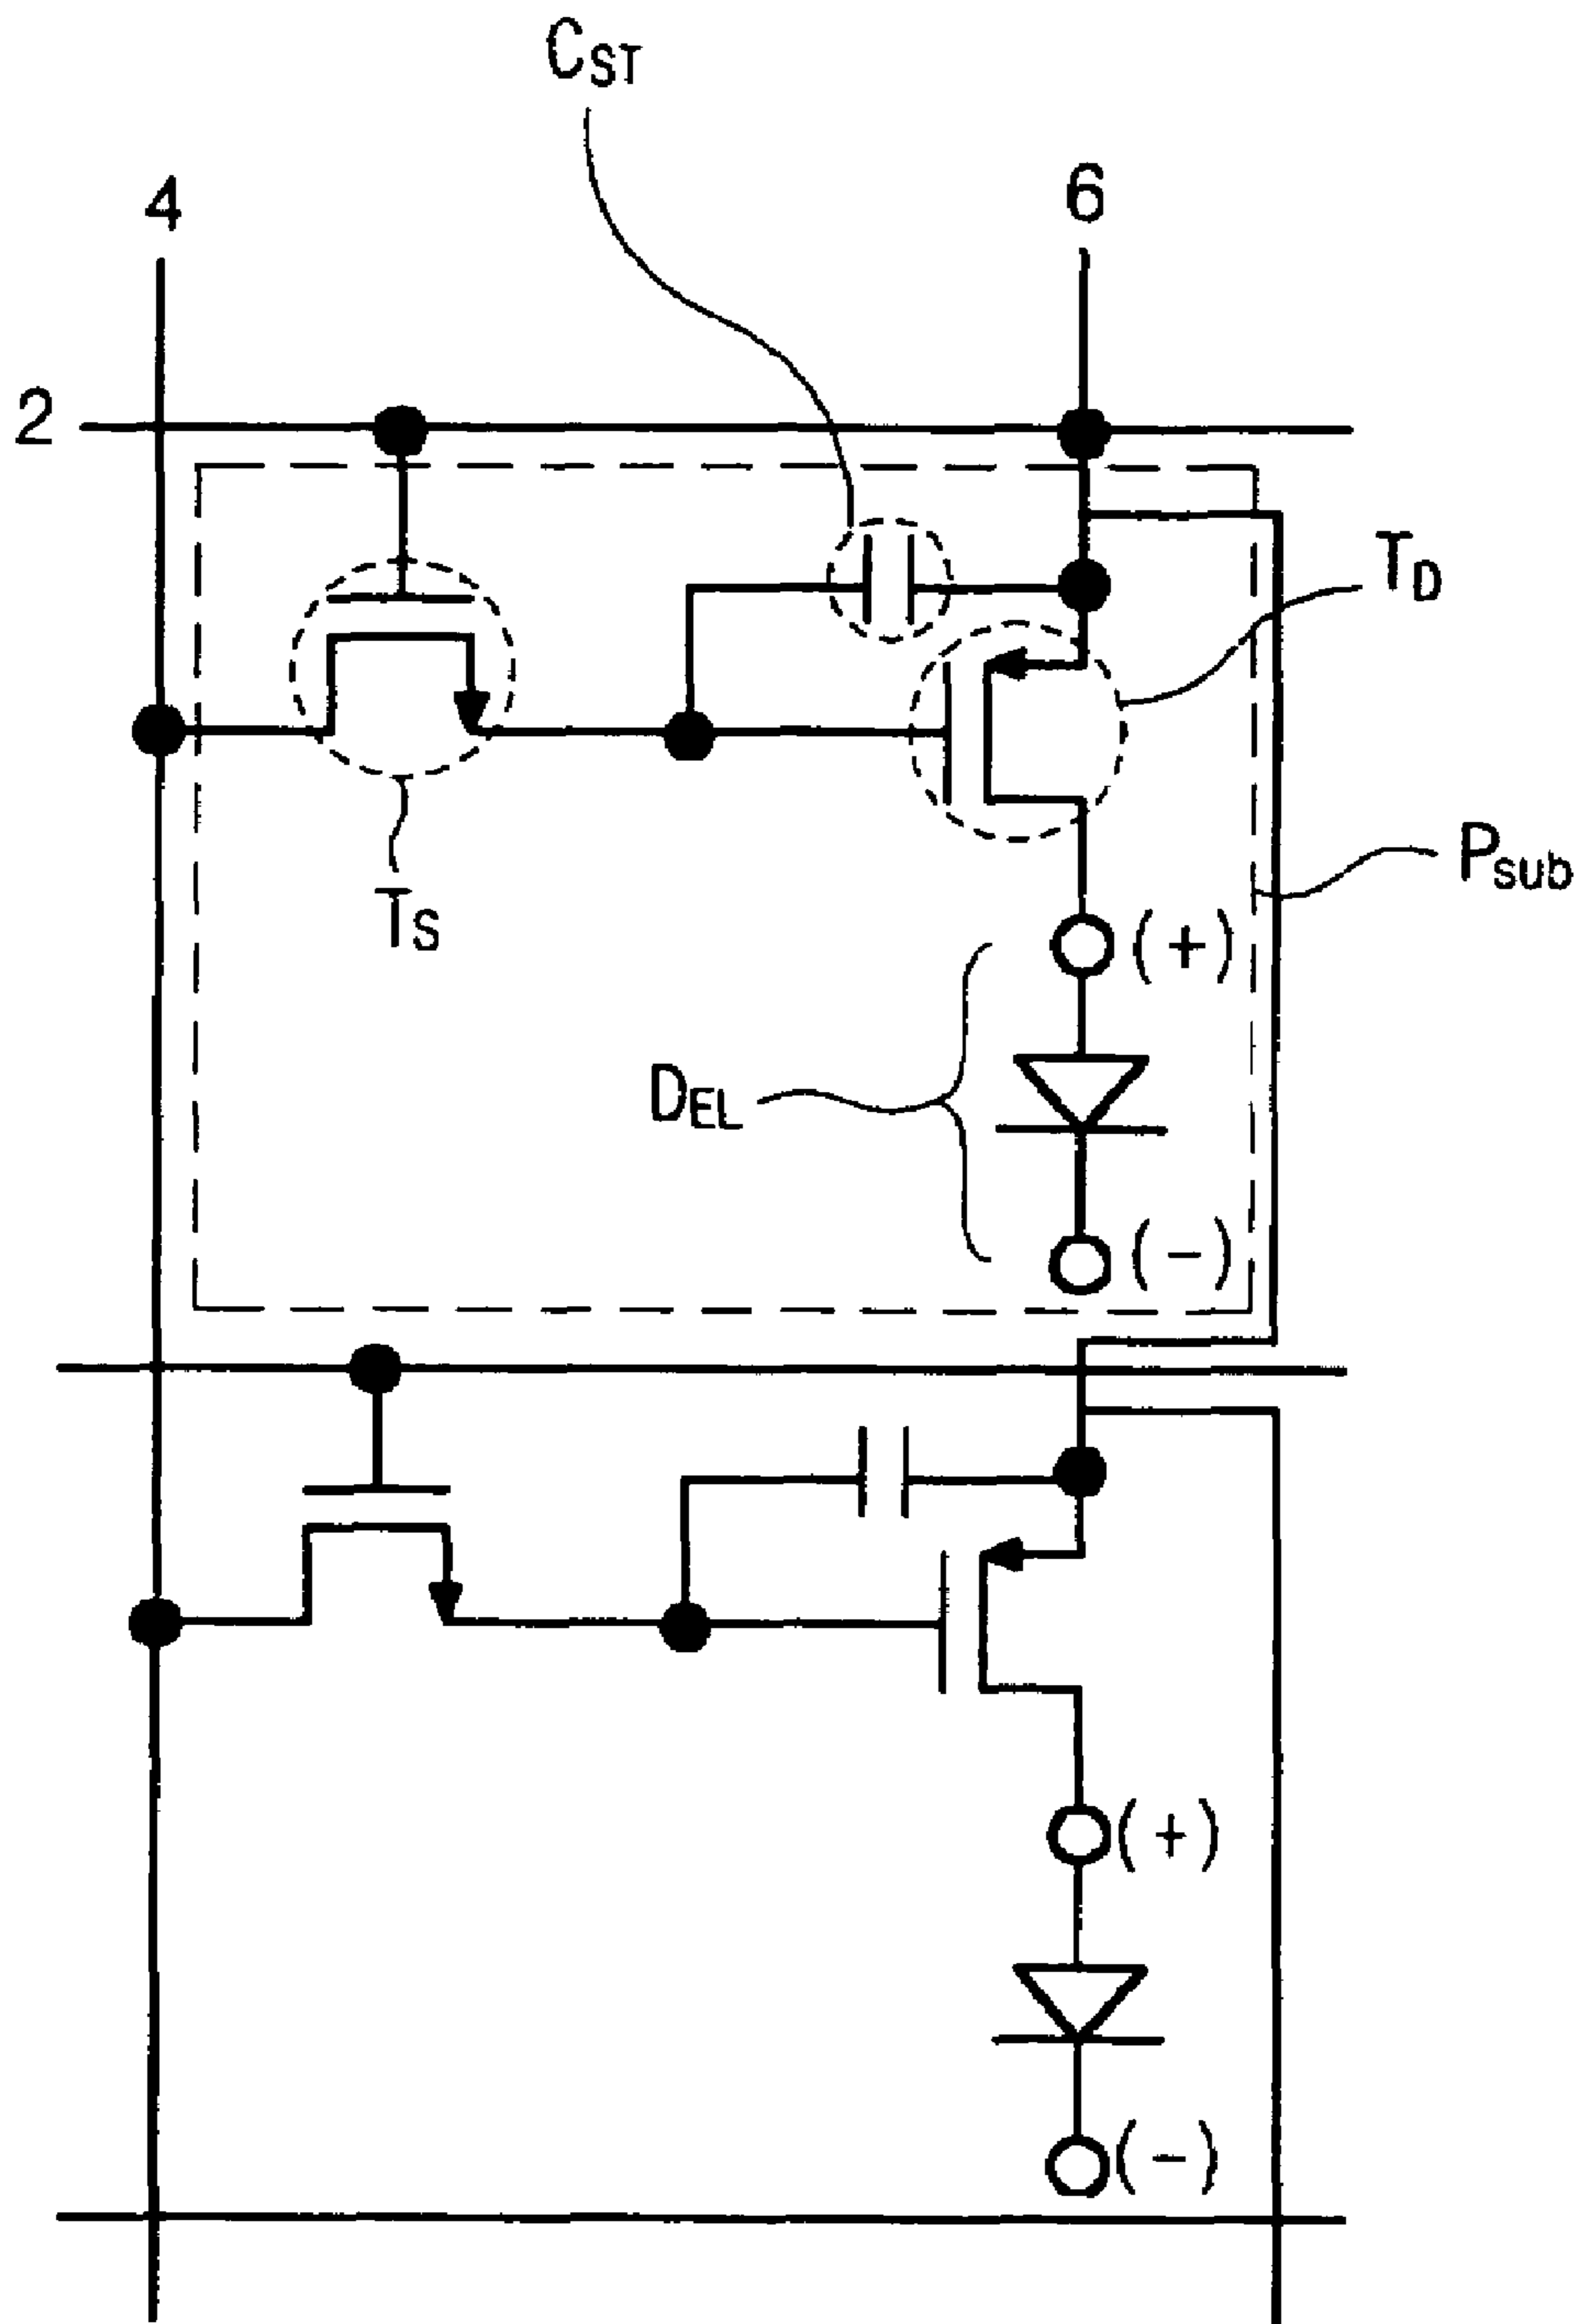 CST
4
6
2
TD
TS
Psub
(+)
DEL
(-)
(+)
(-)